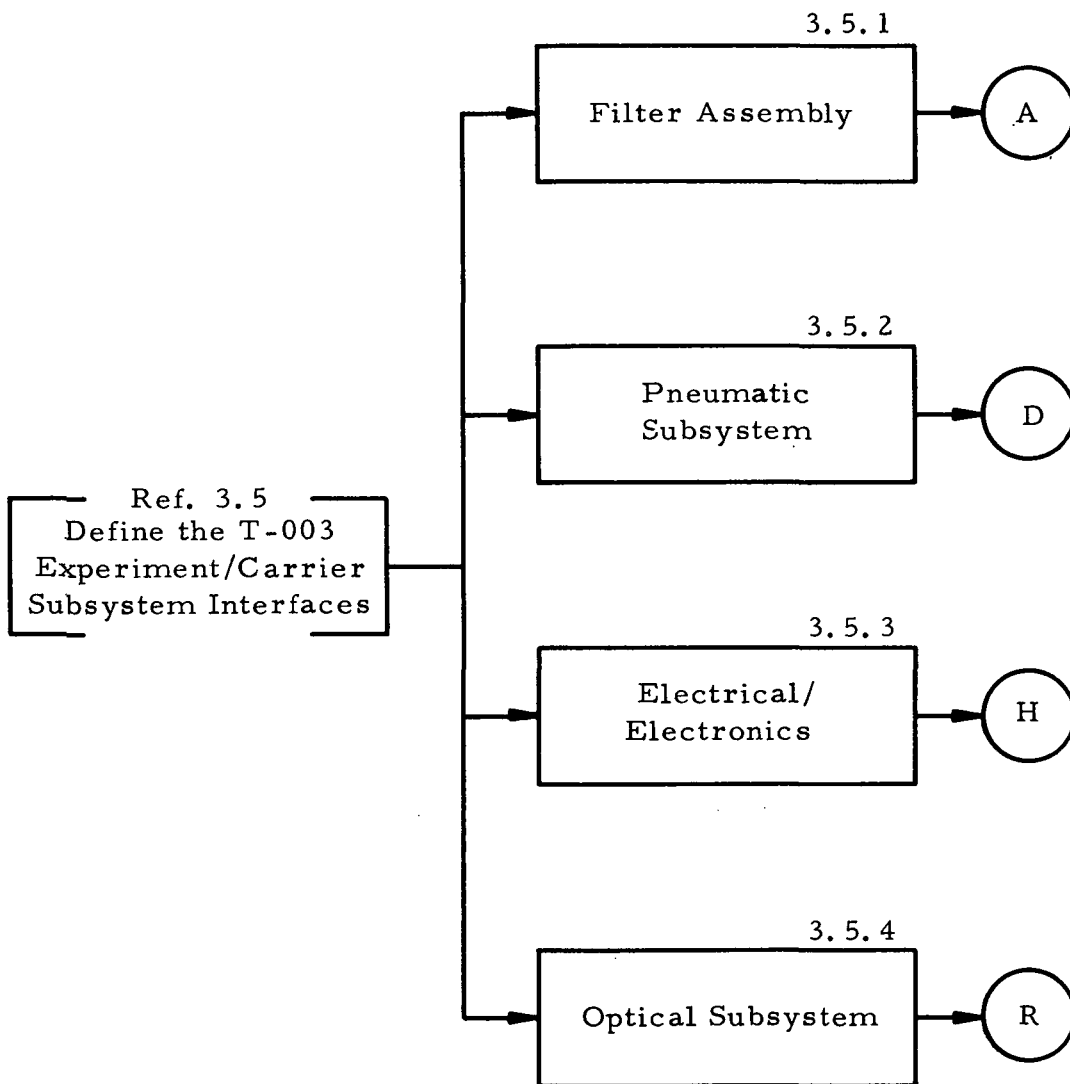 3.5.1
Filter Assembly
A
3.5.2
Pneumatic
Subsystem
D
Ref. 3.5
Define the T-003
Experiment/Carrier
Subsystem Interfaces
3.5.3
Electrical/
Electronics
H
3.5.4
Optical Subsystem
R